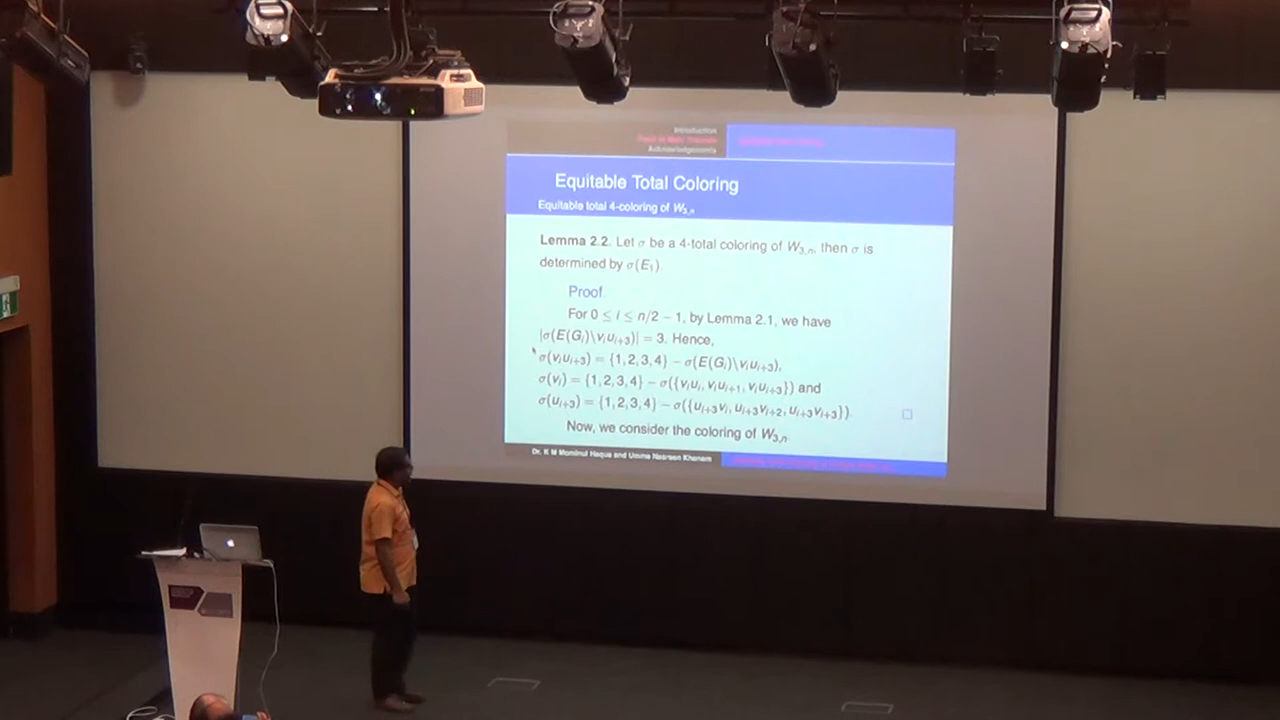 Introduction
Proof of Main Theorem
Acknowledgements
Equitable Total Coloring
Equitable total 4-coloring of W₃,ₙ
Lemma 2.2. Let σ be a 4-total coloring of W₃,ₙ, then σ is
determined by σ(E₁).
Proof.
For 0 ≤ i ≤ n/2 − 1, by Lemma 2.1, we have
|σ(E(Gᵢ)\vᵢuᵢ₊₃)| = 3. Hence,
σ(vᵢuᵢ₊₃) = {1, 2, 3, 4} − σ(E(Gᵢ)\vᵢuᵢ₊₃),
σ(vᵢ) = {1, 2, 3, 4} − σ({vᵢuᵢ, vᵢuᵢ₊₁, vᵢuᵢ₊₃}) and
σ(uᵢ₊₃) = {1, 2, 3, 4} − σ({uᵢ₊₃vᵢ, uᵢ₊₃vᵢ₊₂, uᵢ₊₃vᵢ₊₃}).
Now, we consider the coloring of W₃,ₙ
Dr. K M Mominul Haque and Umma Nasreen Khanam